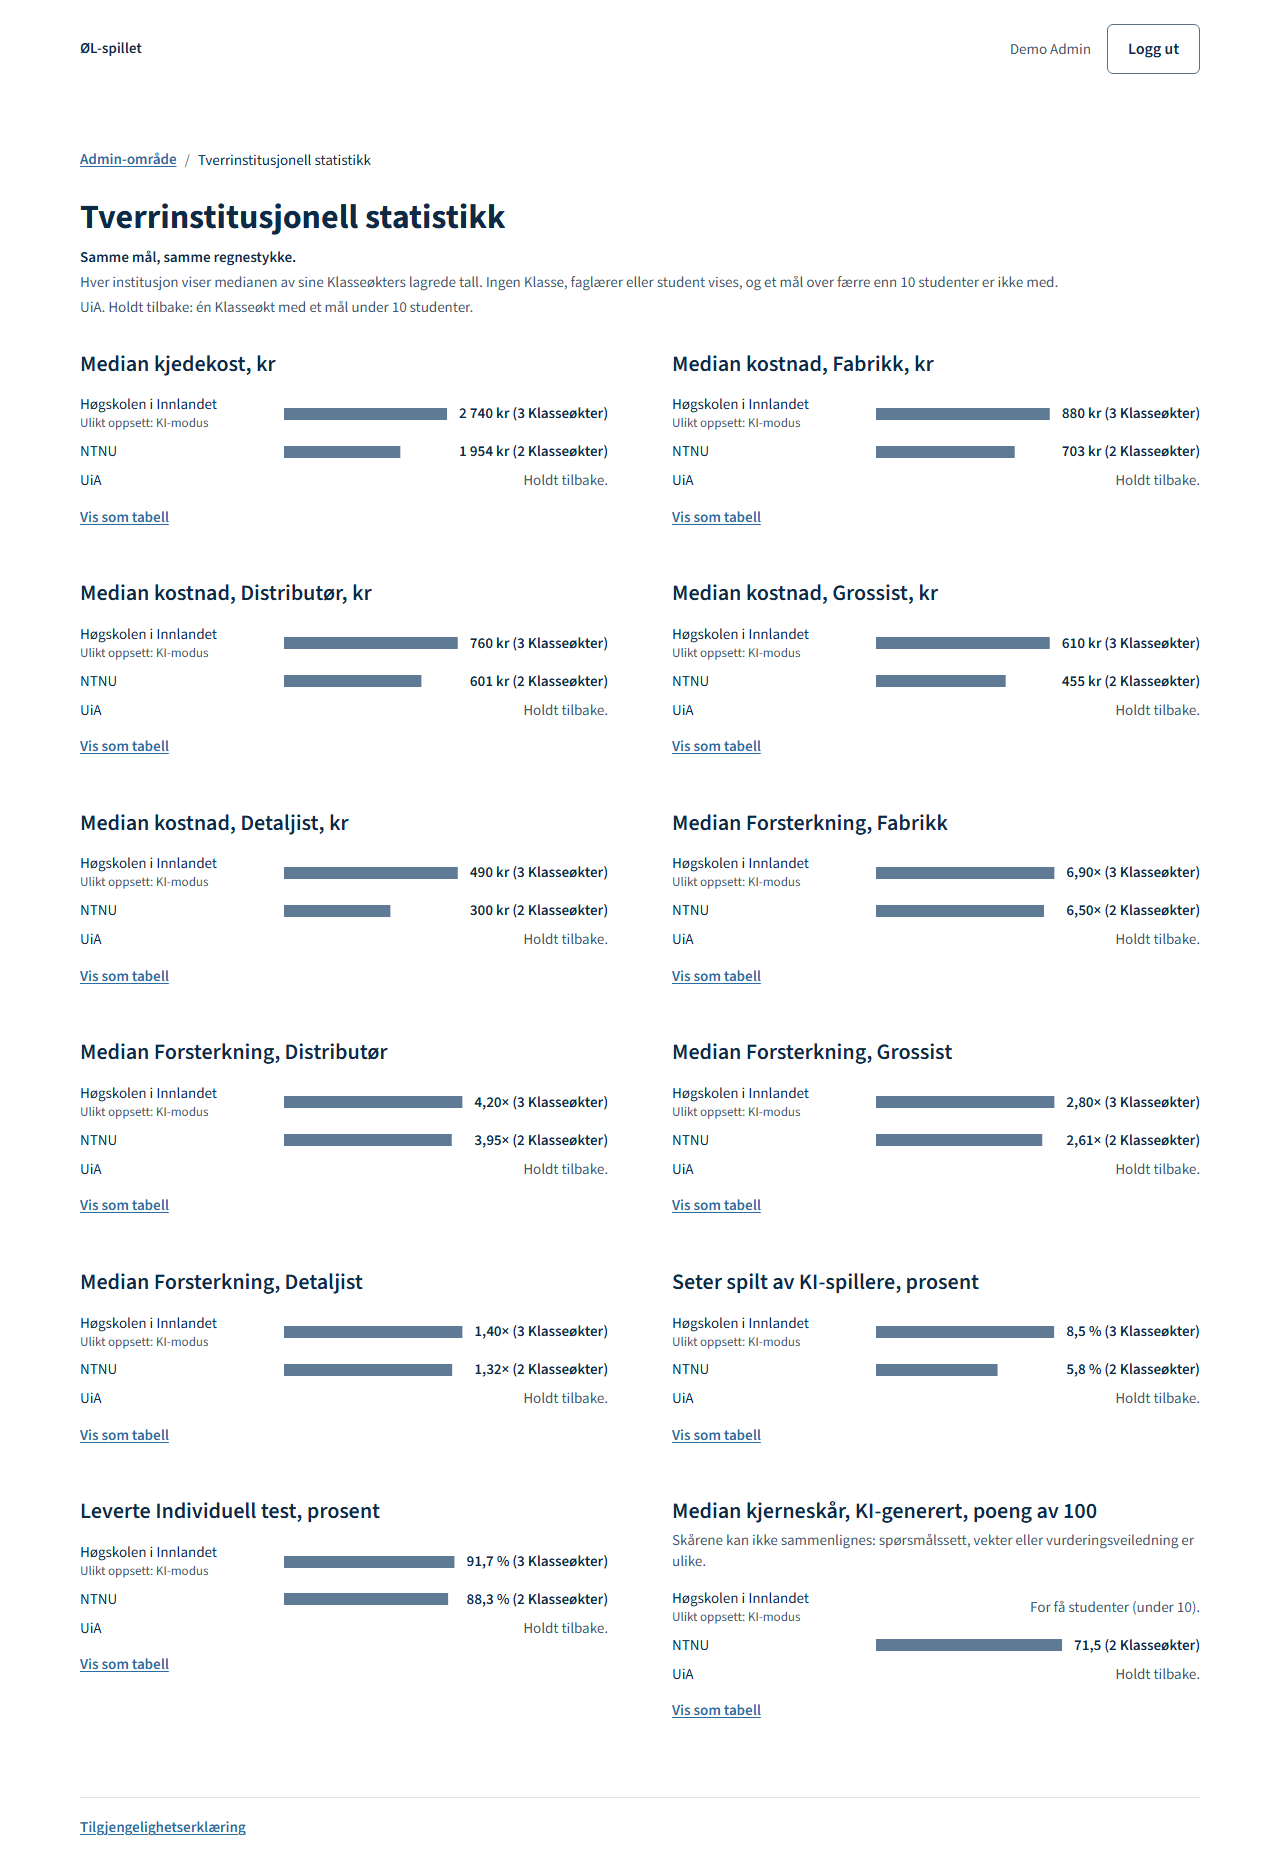 ØL-spillet
Demo Admin
Logg ut
Admin-område / Tverrinstitusjonell statistikk
Tverrinstitusjonell statistikk
Samme mål, samme regnestykke.
Hver institusjon viser medianen av sine Klasseøkters lagrede tall. Ingen Klasse, faglærer eller student vises, og et mål over færre enn 10 studenter er ikke med.
UiA. Holdt tilbake: én Klasseøkt med et mål under 10 studenter.
Median kjedekost, kr
Høgskolen i Innlandet
Ulikt oppsett: KI-modus
2 740 kr (3 Klasseøkter)
NTNU
1 954 kr (2 Klasseøkter)
UiA
Holdt tilbake.
Vis som tabell
Median kostnad, Fabrikk, kr
Høgskolen i Innlandet
Ulikt oppsett: KI-modus
880 kr (3 Klasseøkter)
NTNU
703 kr (2 Klasseøkter)
UiA
Holdt tilbake.
Vis som tabell
Median kostnad, Distributør, kr
Høgskolen i Innlandet
Ulikt oppsett: KI-modus
760 kr (3 Klasseøkter)
NTNU
601 kr (2 Klasseøkter)
UiA
Holdt tilbake.
Vis som tabell
Median kostnad, Grossist, kr
Høgskolen i Innlandet
Ulikt oppsett: KI-modus
610 kr (3 Klasseøkter)
NTNU
455 kr (2 Klasseøkter)
UiA
Holdt tilbake.
Vis som tabell
Median kostnad, Detaljist, kr
Høgskolen i Innlandet
Ulikt oppsett: KI-modus
490 kr (3 Klasseøkter)
NTNU
300 kr (2 Klasseøkter)
UiA
Holdt tilbake.
Vis som tabell
Median Forsterkning, Fabrikk
Høgskolen i Innlandet
Ulikt oppsett: KI-modus
6,90× (3 Klasseøkter)
NTNU
6,50× (2 Klasseøkter)
UiA
Holdt tilbake.
Vis som tabell
Median Forsterkning, Distributør
Høgskolen i Innlandet
Ulikt oppsett: KI-modus
4,20× (3 Klasseøkter)
NTNU
3,95× (2 Klasseøkter)
UiA
Holdt tilbake.
Vis som tabell
Median Forsterkning, Grossist
Høgskolen i Innlandet
Ulikt oppsett: KI-modus
2,80× (3 Klasseøkter)
NTNU
2,61× (2 Klasseøkter)
UiA
Holdt tilbake.
Vis som tabell
Median Forsterkning, Detaljist
Høgskolen i Innlandet
Ulikt oppsett: KI-modus
1,40× (3 Klasseøkter)
NTNU
1,32× (2 Klasseøkter)
UiA
Holdt tilbake.
Vis som tabell
Seter spilt av KI-spillere, prosent
Høgskolen i Innlandet
Ulikt oppsett: KI-modus
8,5 % (3 Klasseøkter)
NTNU
5,8 % (2 Klasseøkter)
UiA
Holdt tilbake.
Vis som tabell
Leverte Individuell test, prosent
Høgskolen i Innlandet
Ulikt oppsett: KI-modus
91,7 % (3 Klasseøkter)
NTNU
88,3 % (2 Klasseøkter)
UiA
Holdt tilbake.
Vis som tabell
Median kjerneskår, KI-generert, poeng av 100
Skårene kan ikke sammenlignes: spørsmålssett, vekter eller vurderingsveiledning er
ulike.
Høgskolen i Innlandet
Ulikt oppsett: KI-modus
For få studenter (under 10).
NTNU
71,5 (2 Klasseøkter)
UiA
Holdt tilbake.
Vis som tabell
Tilgjengelighetserklæring